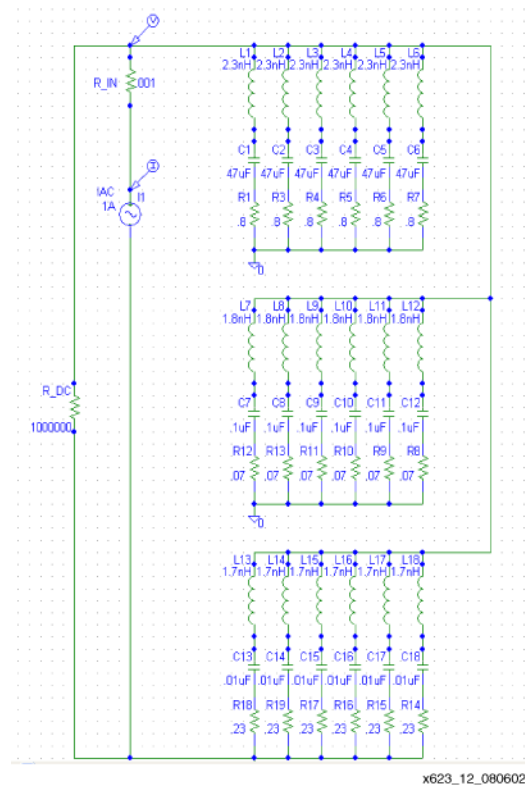 V
L1 L2 L3 L4 L5 L6
2.3nH 2.3nH 2.3nH 2.3nH 2.3nH 2.3nH
R_IN 001
C1 C2 C3 C4 C5 C6
47uF 47uF 47uF 47uF 47uF 47uF
I
IAC I1
1A
R1 R3 R4 R5 R6 R7
.8 .8 .8 .8 .8 .8
0
L7 L8 L9 L10 L11 L12
1.8nH 1.8nH 1.8nH 1.8nH 1.8nH 1.8nH
R_DC
1000000
C7 C8 C9 C10 C11 C12
.1uF .1uF .1uF .1uF .1uF .1uF
R12 R13 R11 R10 R9 R8
.07 .07 .07 .07 .07 .07
0
L13 L14 L15 L16 L17 L18
1.7nH 1.7nH 1.7nH 1.7nH 1.7nH 1.7nH
C13 C14 C15 C16 C17 C18
.01uF .01uF .01uF .01uF .01uF .01uF
R18 R19 R17 R16 R15 R14
.23 .23 .23 .23 .23 .23
x623_12_080602